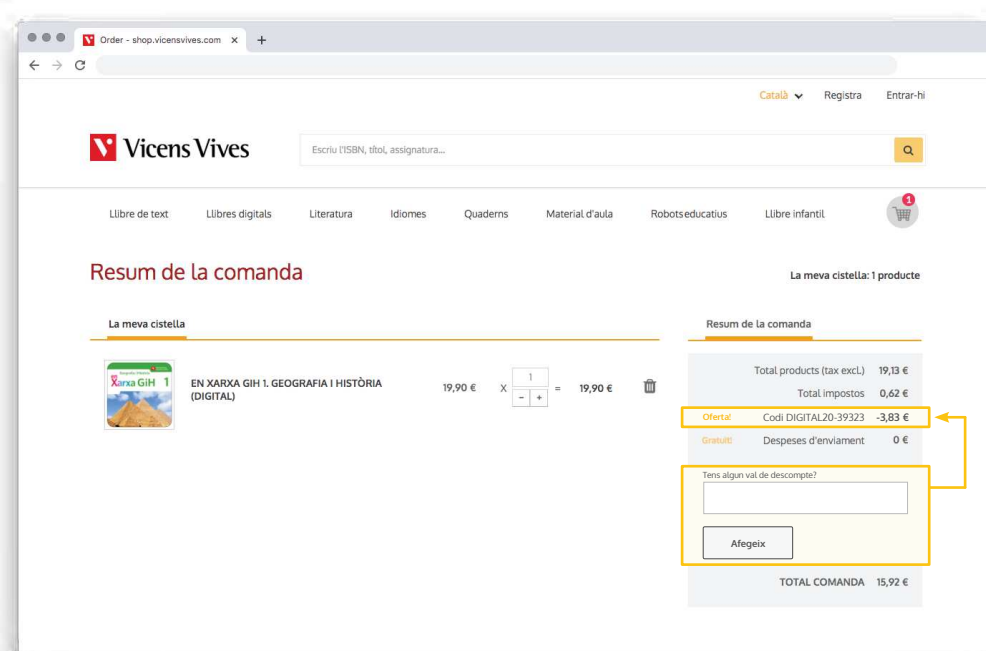 Order - shop.vicensvives.com x +
Català Registra Entrar-hi
Vicens Vives
Escriu l'ISBN, títol, assignatura...
Llibre de text Llibres digitals Literatura Idiomes Quaderns Material d'aula Robots educatius Llibre infantil 1
Resum de la comanda
La meva cistella: 1 producte
La meva cistella
Resum de la comanda
Xarxa GiH 1
EN XARXA GIH 1. GEOGRAFIA I HISTÒRIA
(DIGITAL)
19,90 € X 1 - + = 19,90 €
Total products (tax excl.) 19,13 €
Total impostos 0,62 €
Oferta! Codi DIGITAL20-39323 -3,83 €
Gratuït! Despeses d'enviament 0 €
Tens algun val de descompte?
Afegeix
TOTAL COMANDA 15,92 €